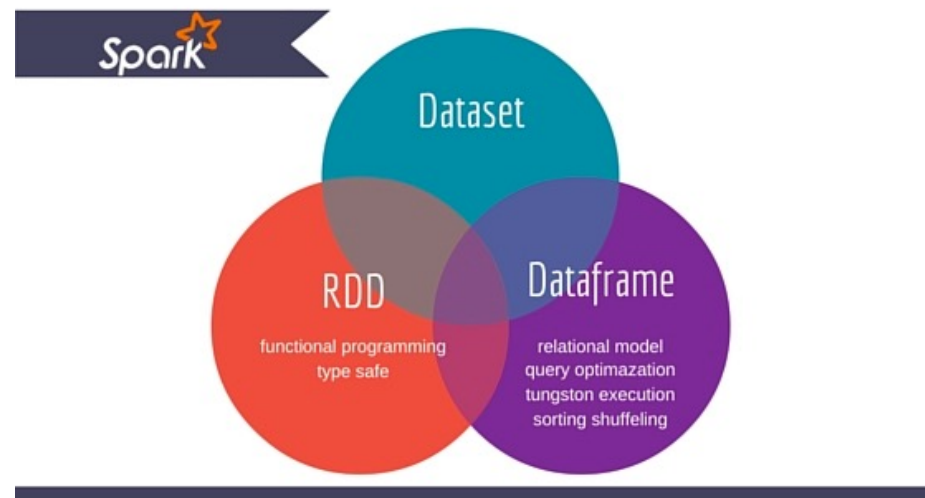 Spark
Dataset
RDD
functional programming
type safe
Dataframe
relational model
query optimazation
tungston execution
sorting shuffeling